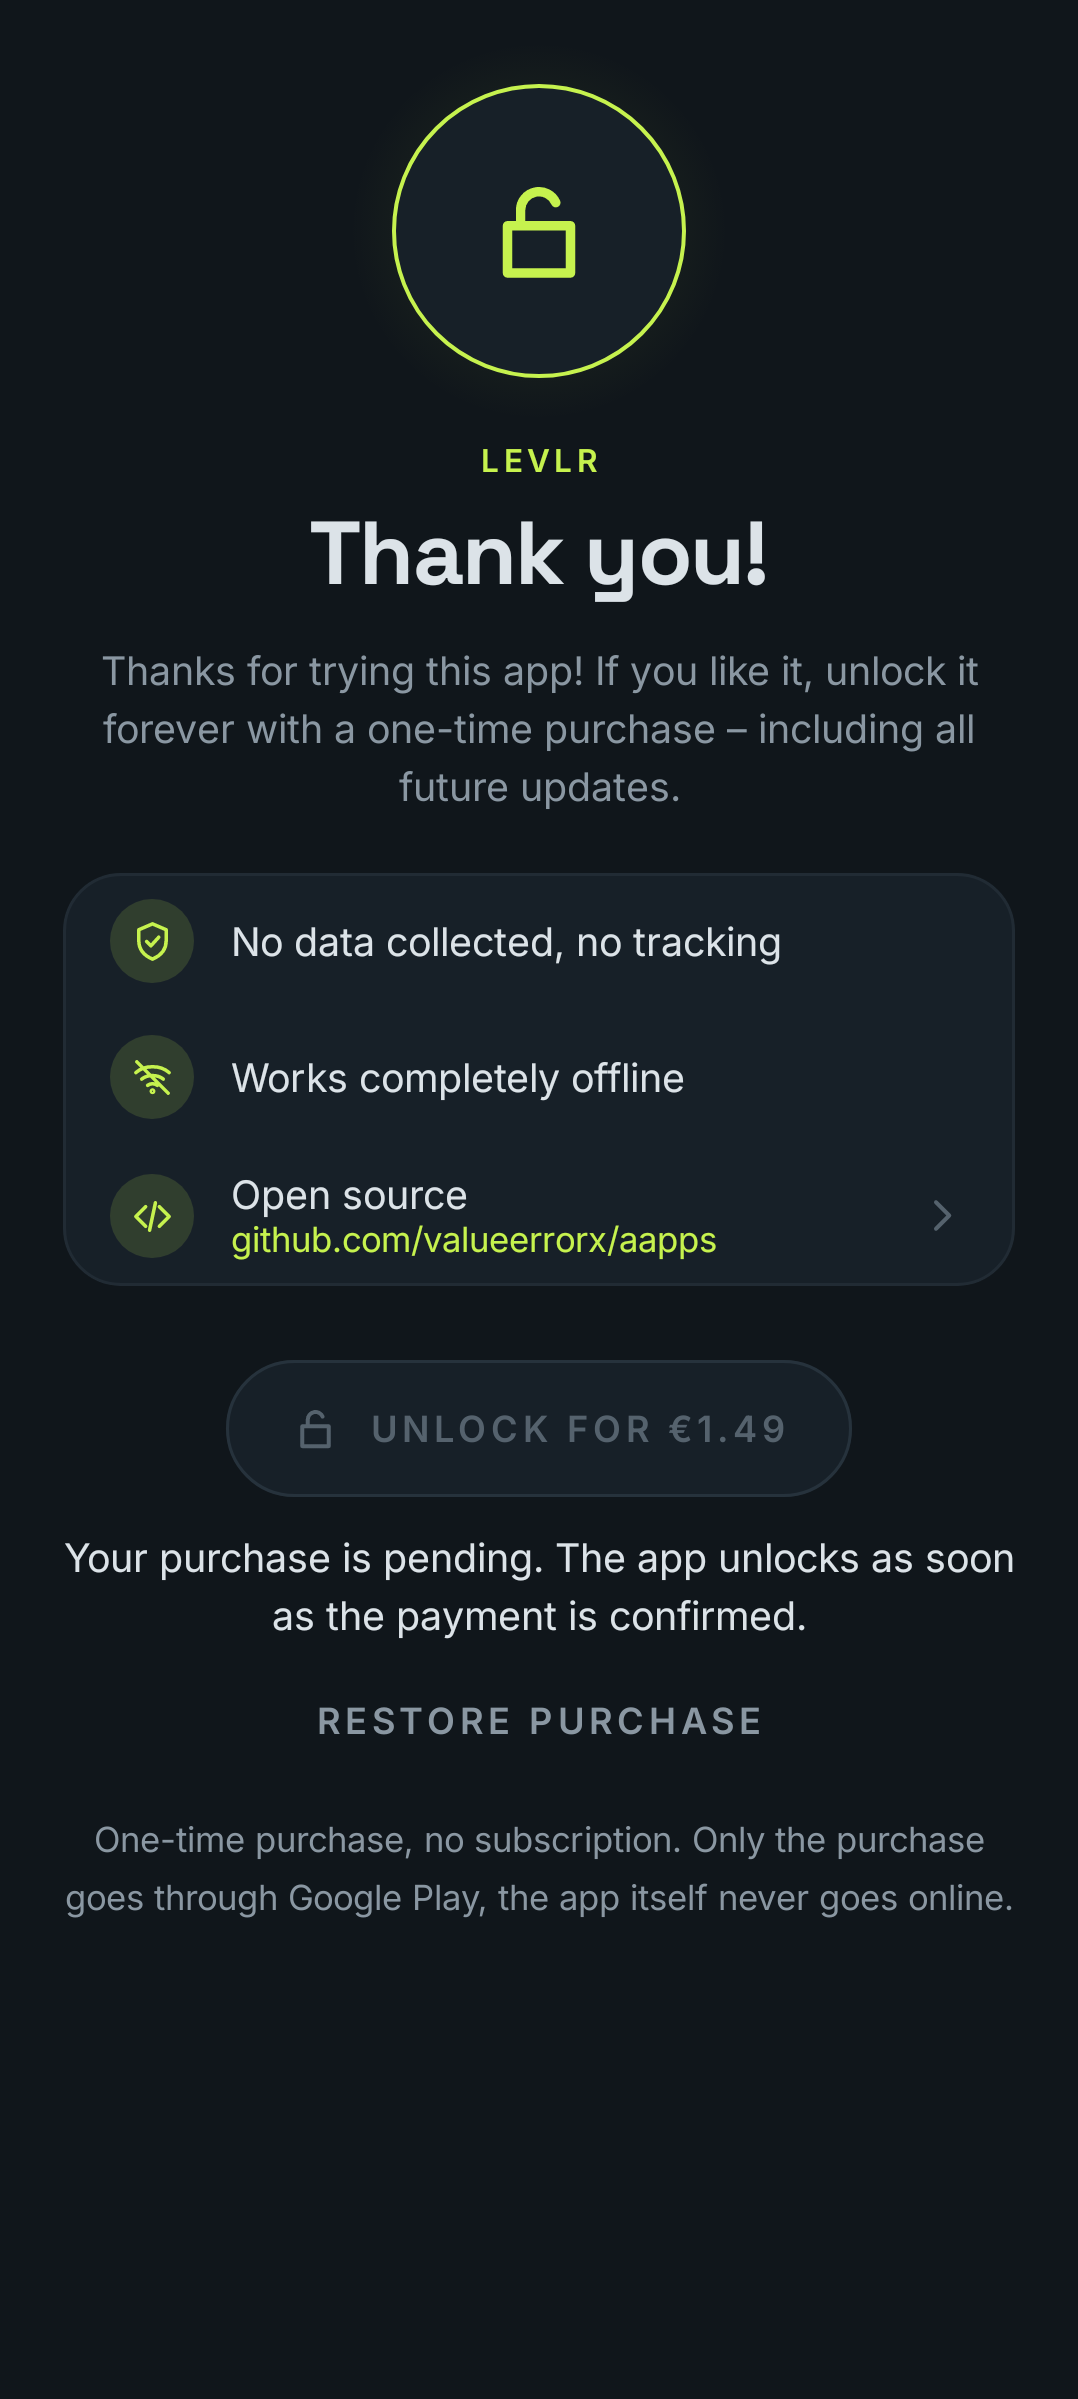 LEVLR
Thank you!
Thanks for trying this app! If you like it, unlock it
forever with a one-time purchase – including all
future updates.
No data collected, no tracking
Works completely offline
Open source
github.com/valueerrorx/aapps
UNLOCK FOR €1.49
Your purchase is pending. The app unlocks as soon
as the payment is confirmed.
RESTORE PURCHASE
One-time purchase, no subscription. Only the purchase
goes through Google Play, the app itself never goes online.